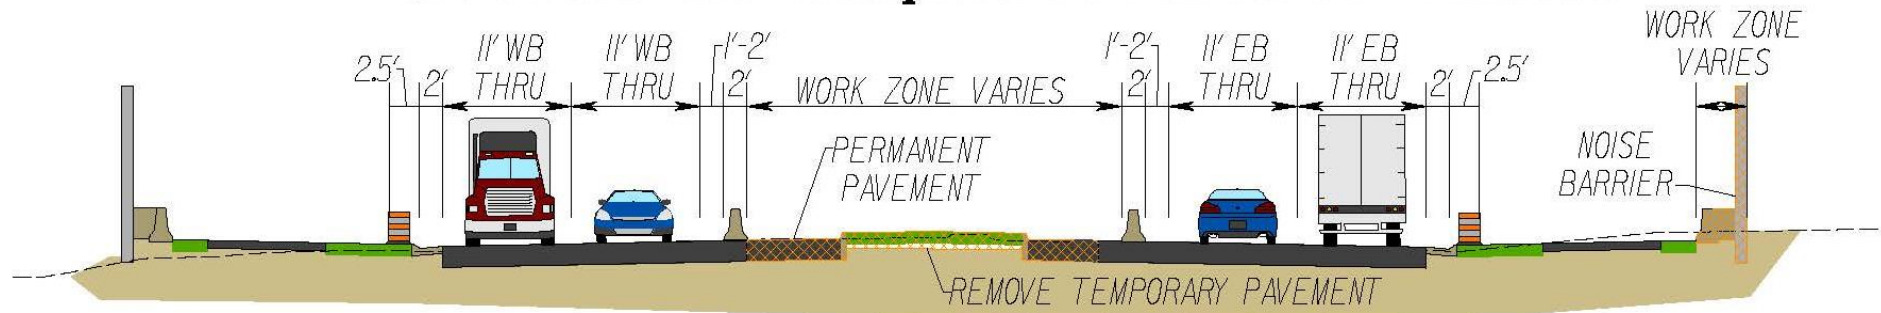 WORK ZONE
VARIES
2.5'
2'
11' WB
THRU
11' WB
THRU
1'-2'
2'
WORK ZONE VARIES
1'-2'
2'
11' EB
THRU
11' EB
THRU
2'
2.5'
PERMANENT
PAVEMENT
NOISE
BARRIER
REMOVE TEMPORARY PAVEMENT